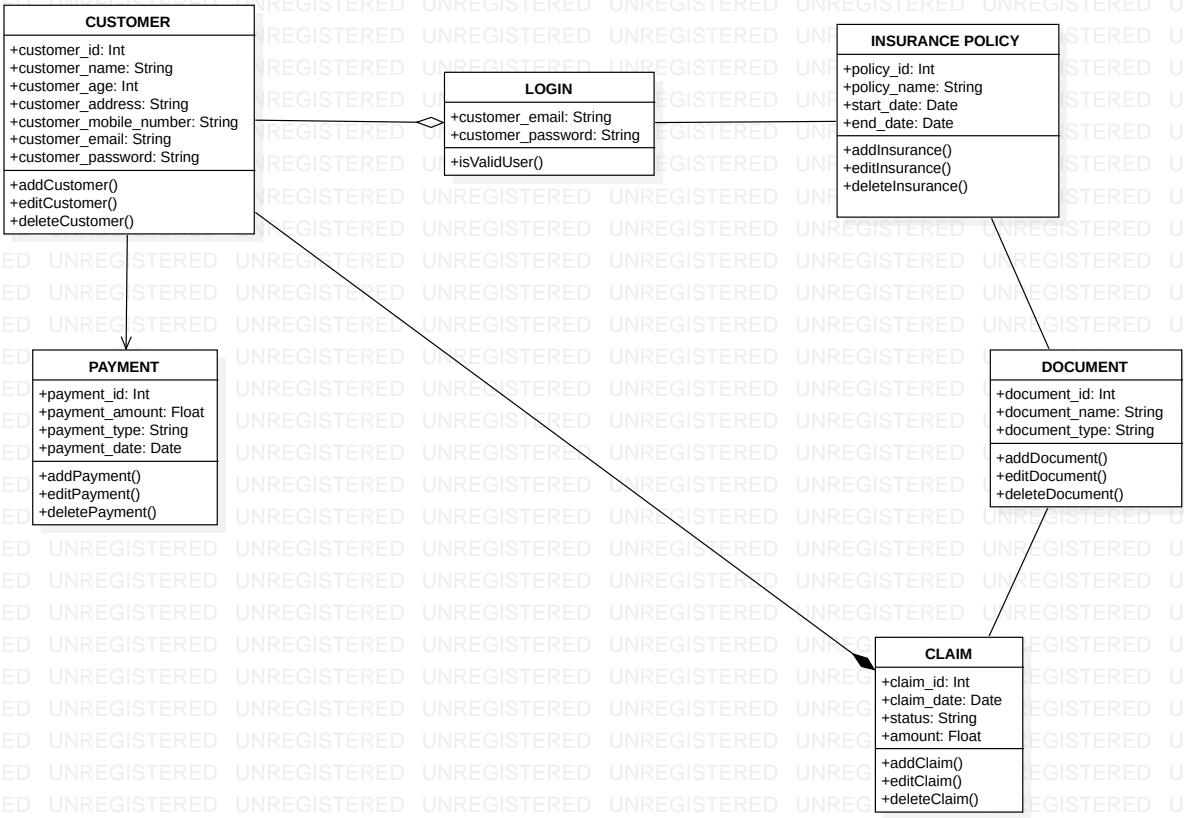 CUSTOMER
+customer_id: Int
+customer_name: String
+customer_age: Int
+customer_address: String
+customer_mobile_number: String
+customer_email: String
+customer_password: String
+addCustomer()
+editCustomer()
+deleteCustomer()
LOGIN
+customer_email: String
+customer_password: String
+isValidUser()
INSURANCE POLICY
+policy_id: Int
+policy_name: String
+start_date: Date
+end_date: Date
+addInsurance()
+editInsurance()
+deleteInsurance()
PAYMENT
+payment_id: Int
+payment_amount: Float
+payment_type: String
+payment_date: Date
+addPayment()
+editPayment()
+deletePayment()
DOCUMENT
+document_id: Int
+document_name: String
+document_type: String
+addDocument()
+editDocument()
+deleteDocument()
CLAIM
+claim_id: Int
+claim_date: Date
+status: String
+amount: Float
+addClaim()
+editClaim()
+deleteClaim()
UNREGISTERED